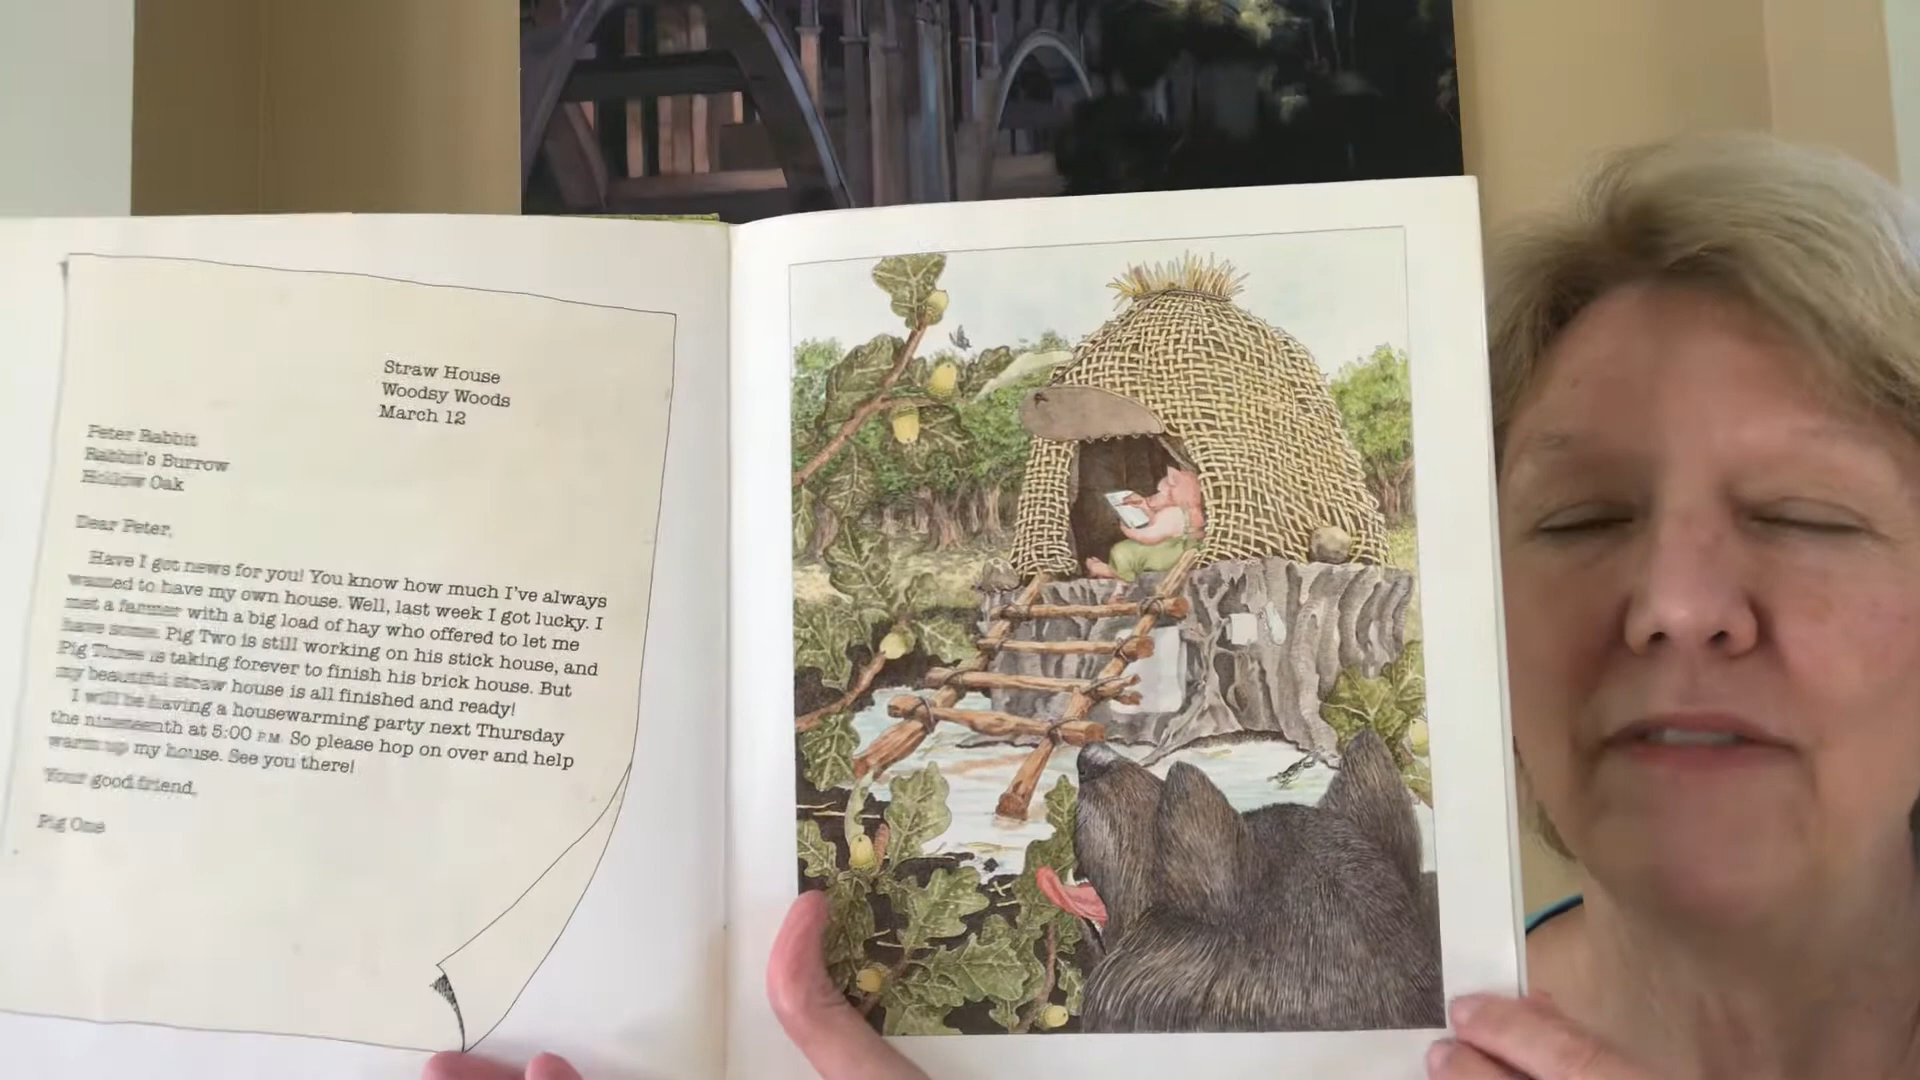 Straw House
Woodsy Woods
March 12
Peter Rabbit
Rabbit's Burrow
Hollow Oak
Dear Peter,
Have I got news for you! You know how much I've always
wanted to have my own house. Well, last week I got lucky. I
met a farmer with a big load of hay who offered to let me
have some. Pig Two is still working on his stick house, and
Pig Three is taking forever to finish his brick house. But
my beautiful straw house is all finished and ready!
I will be having a housewarming party next Thursday
the nineteenth at 5:00 P.M. So please hop on over and help
warm up my house. See you there!
Your good friend,
Pig One